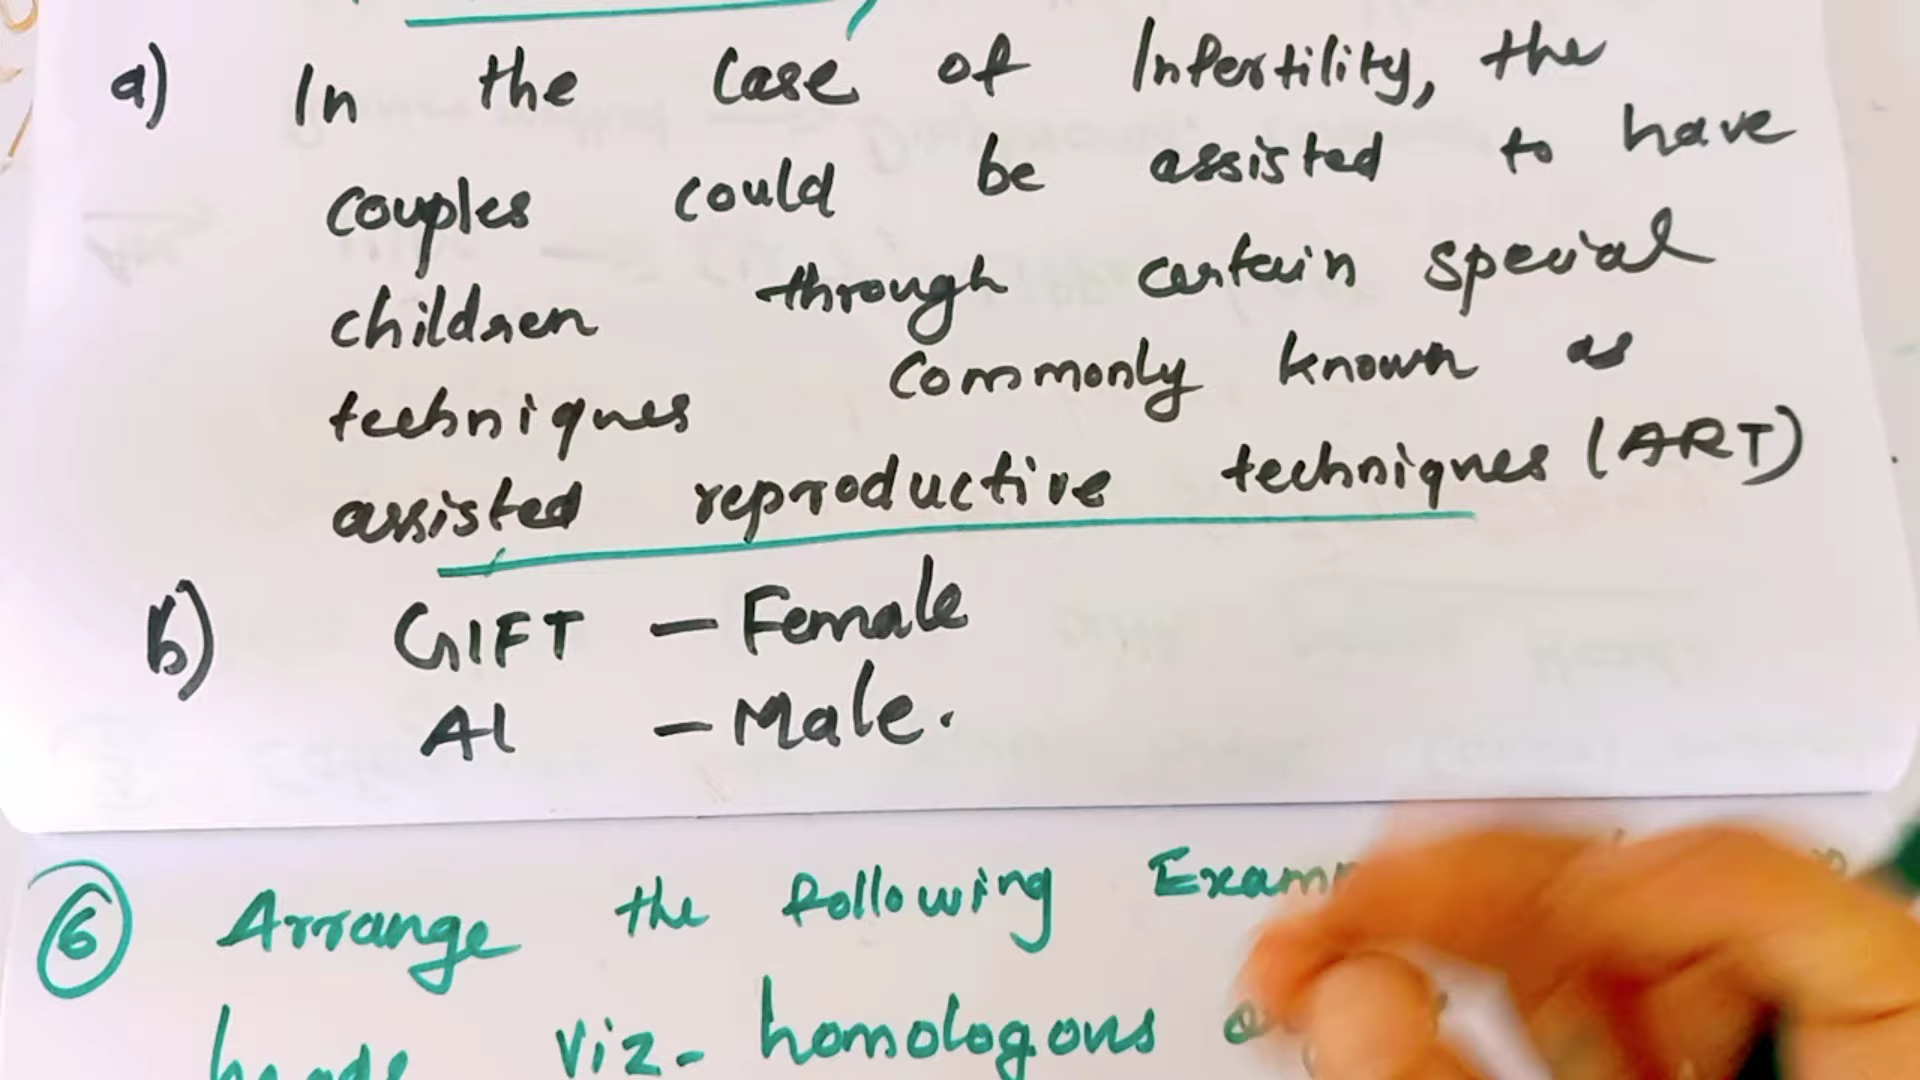 a) In the Case of Infertility, the
couples could be assisted to have
children through certain special
techniques Commonly known as
assisted reproductive techniques (ART)
b) GIFT - Female
AI - Male.
6 Arrange the following
viz- homologous